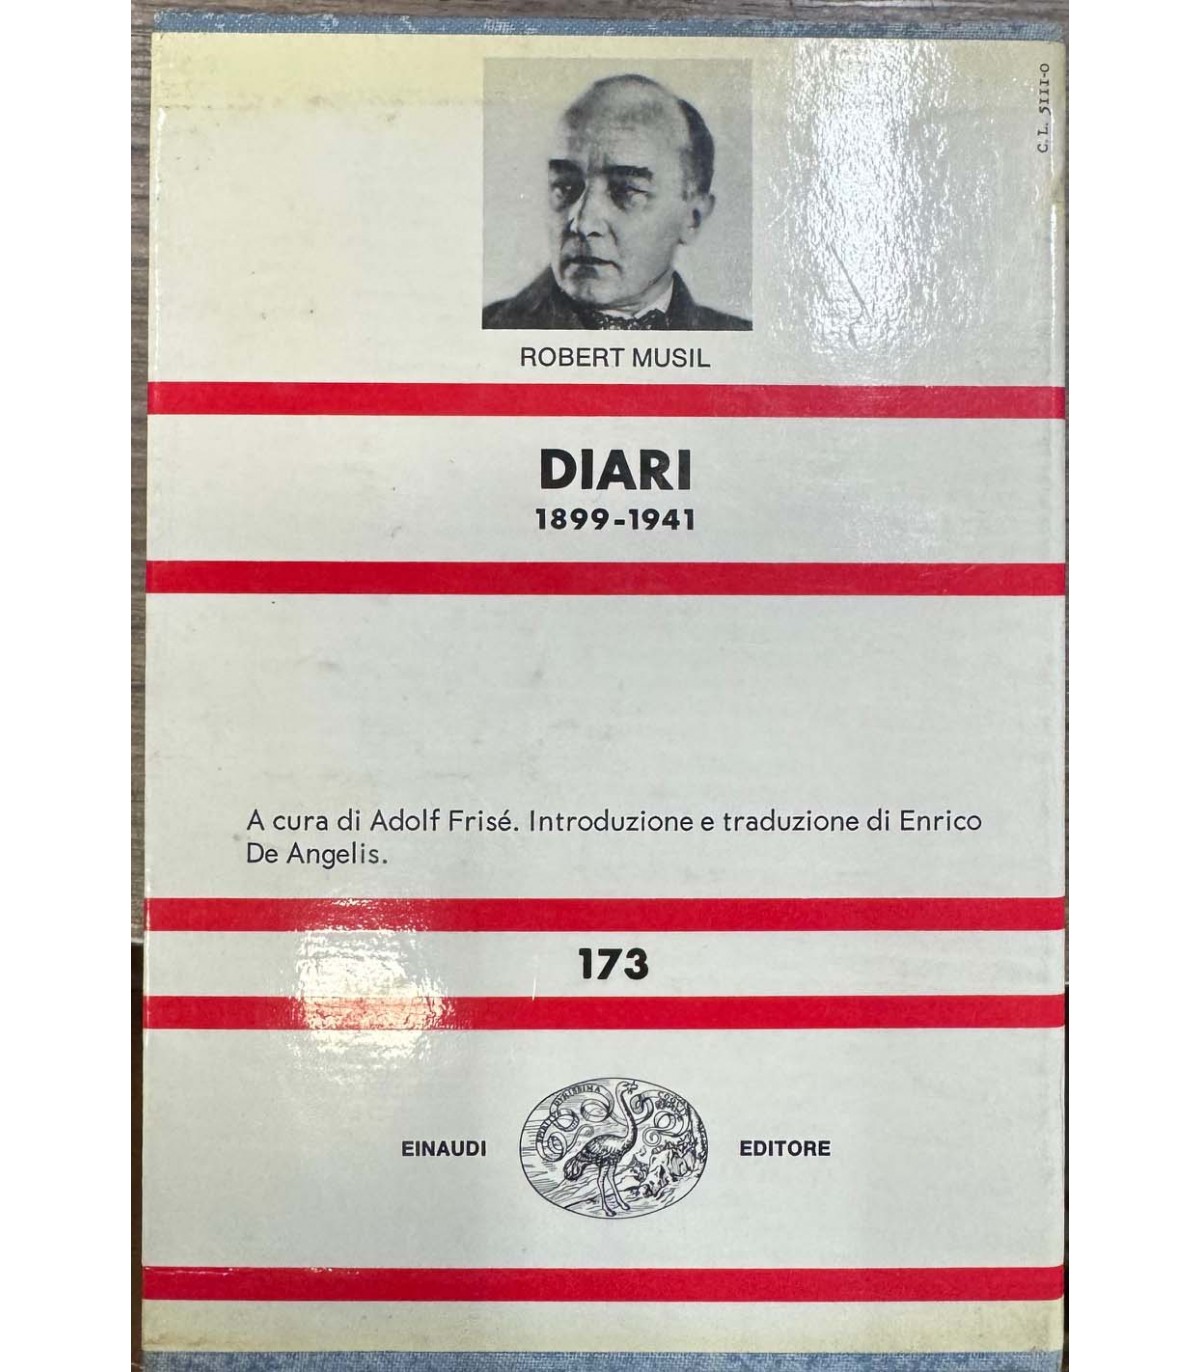 C. L. 5111-0
ROBERT MUSIL
DIARI
1899-1941
A cura di Adolf Frisé. Introduzione e traduzione di Enrico
De Angelis.
173
EINAUDI
EDITORE